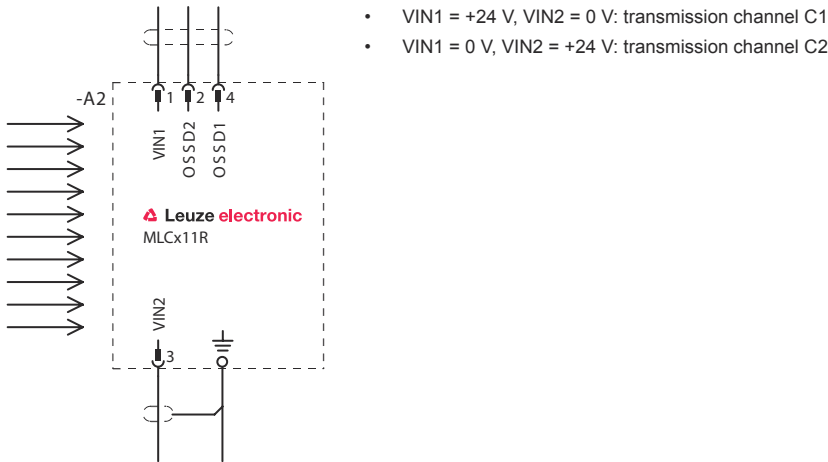 • VIN1 = +24 V, VIN2 = 0 V: transmission channel C1
• VIN1 = 0 V, VIN2 = +24 V: transmission channel C2
-A2
1 2 4
VIN1
OSSD2
OSSD1
Leuze electronic
MLCx11R
VIN2
3